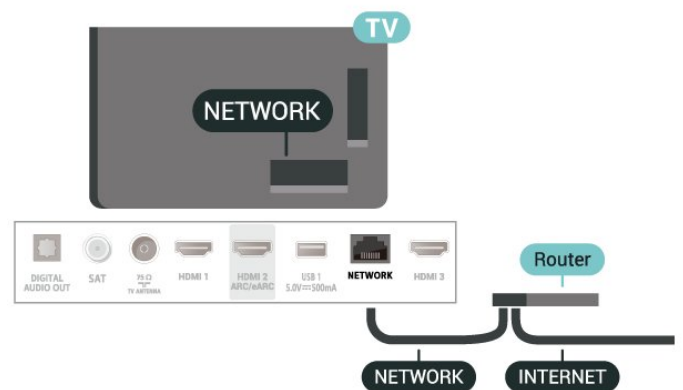 TV
NETWORK
DIGITAL
AUDIO OUT
SAT
75 Ω
TV ANTENNA
HDMI 1
HDMI 2
ARC/eARC
USB 1
5.0V⎓500mA
NETWORK
HDMI 3
Router
NETWORK
INTERNET